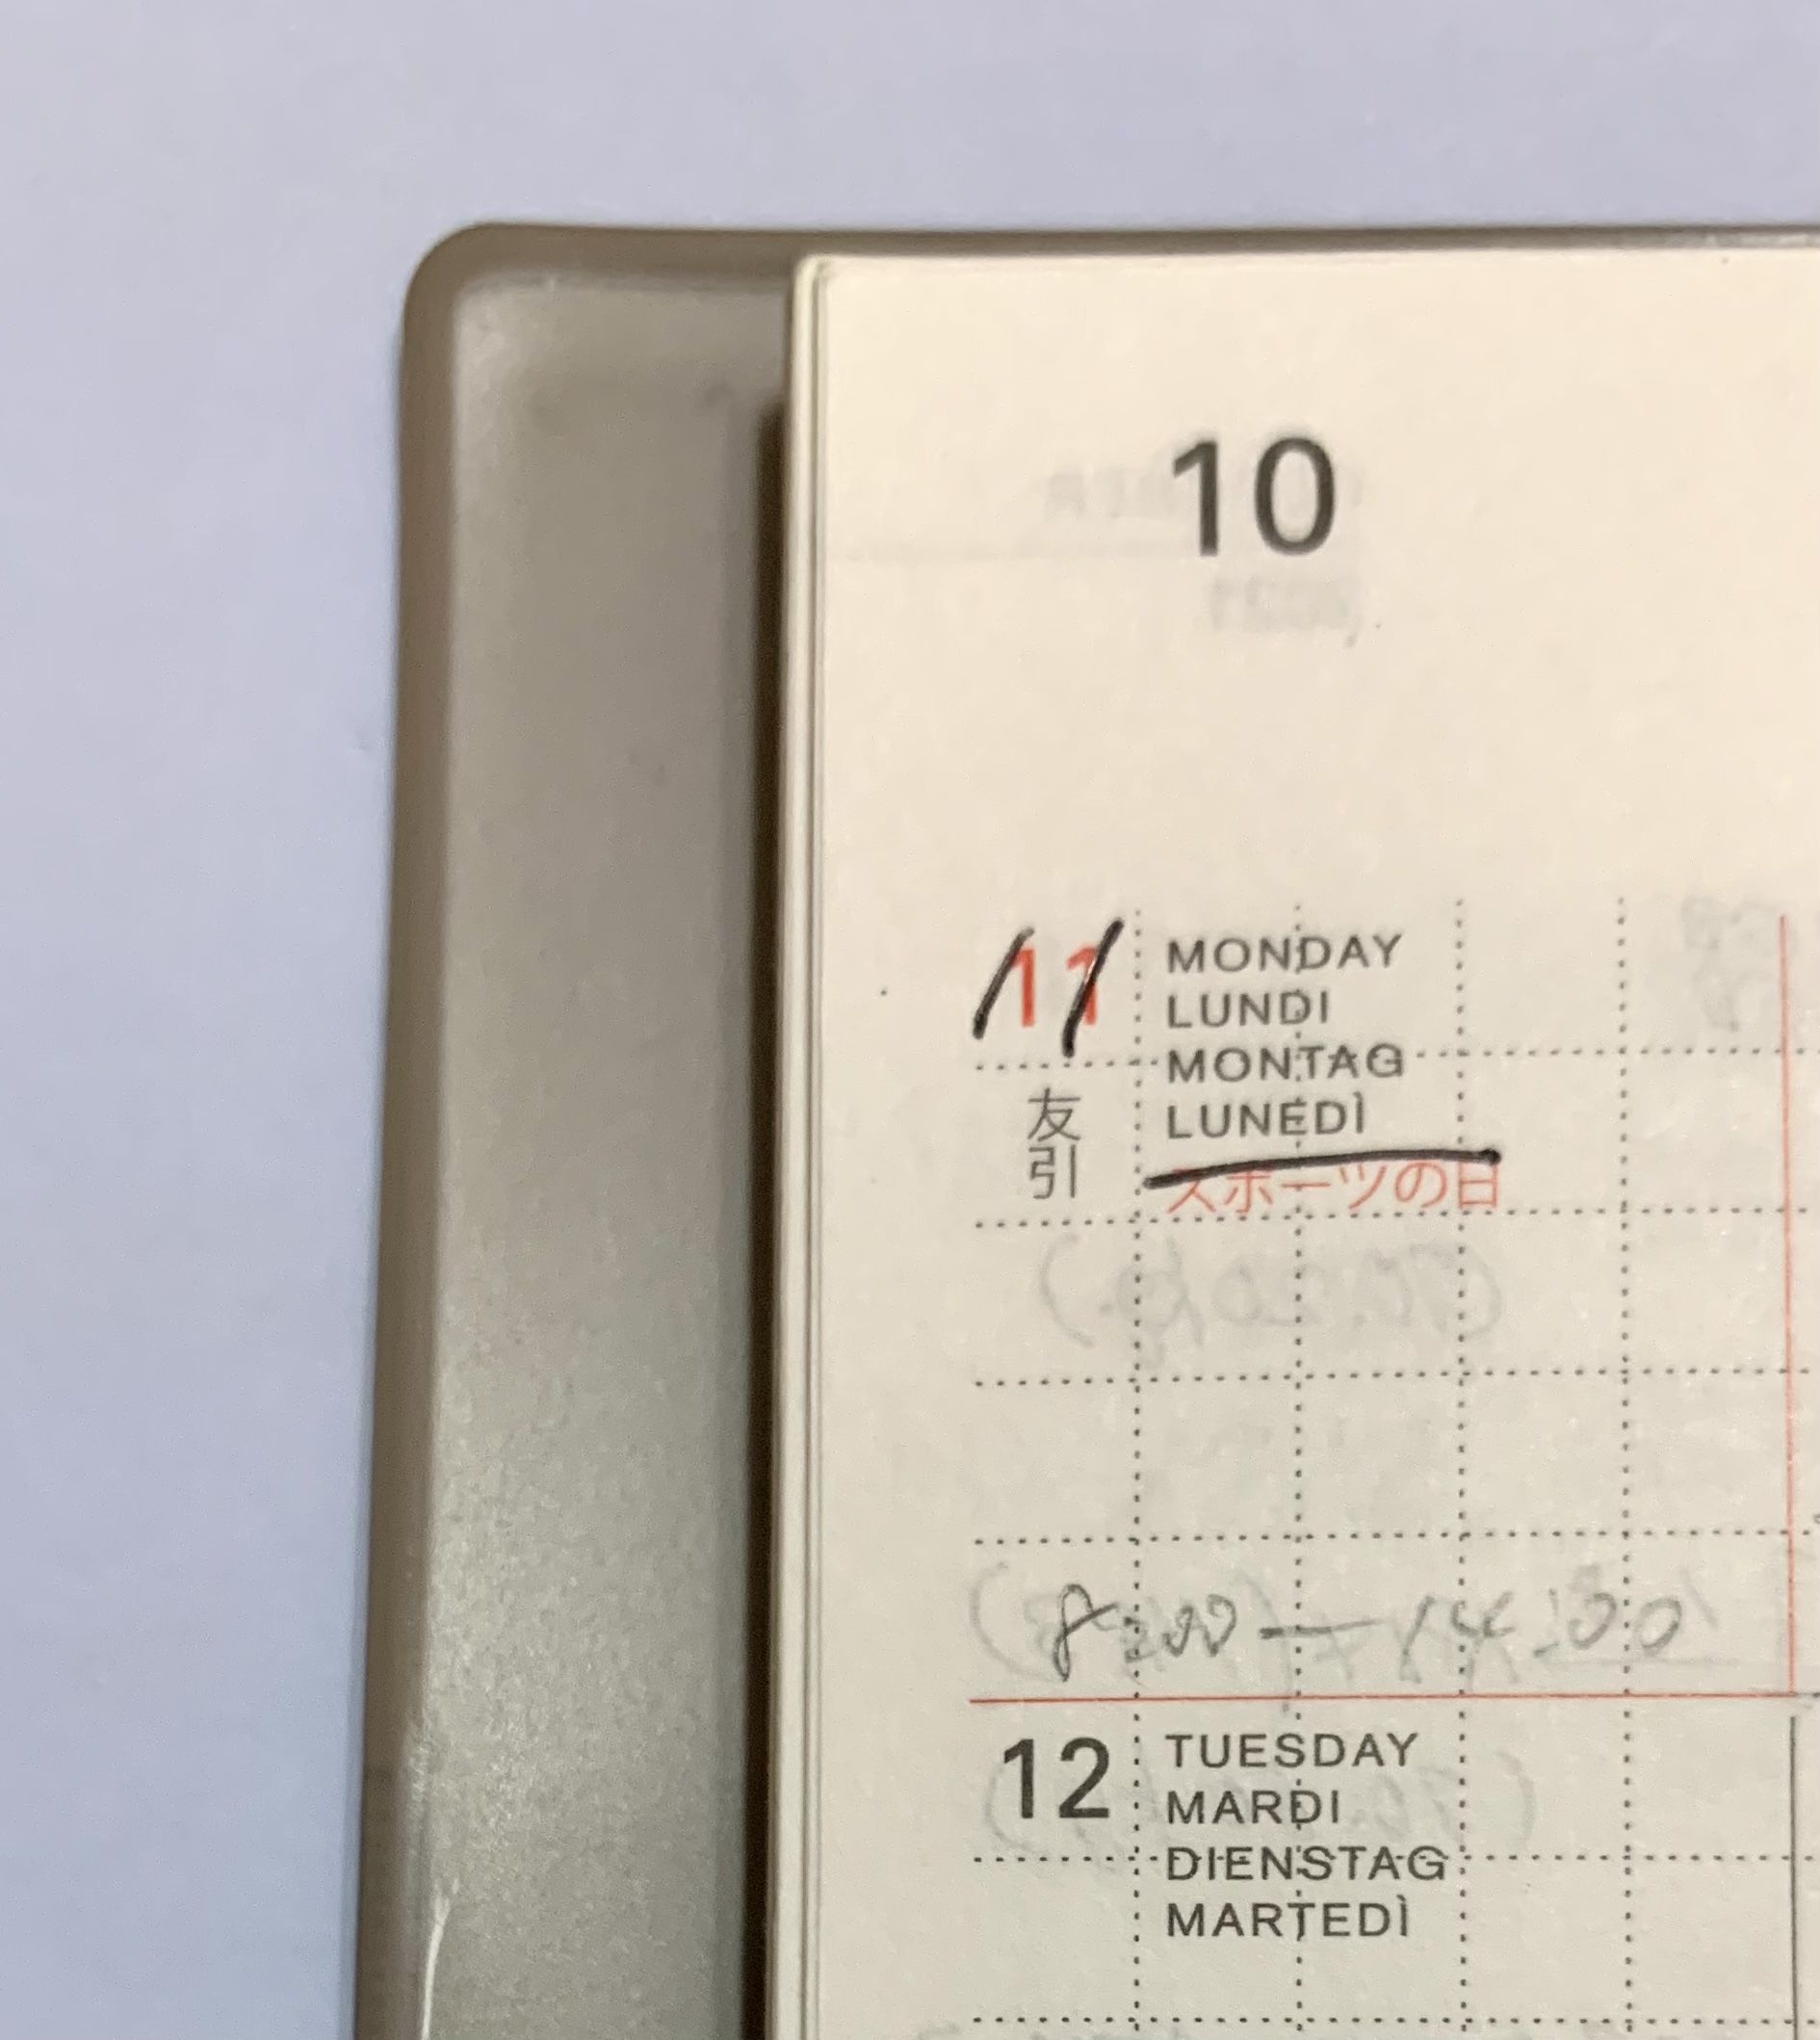 10
11
MONDAY
LUNDI
MONTAG
LUNEDÌ
友引
スポーツの日
8:00 — 14:00
12
TUESDAY
MARDI
DIENSTAG
MARTEDÌ